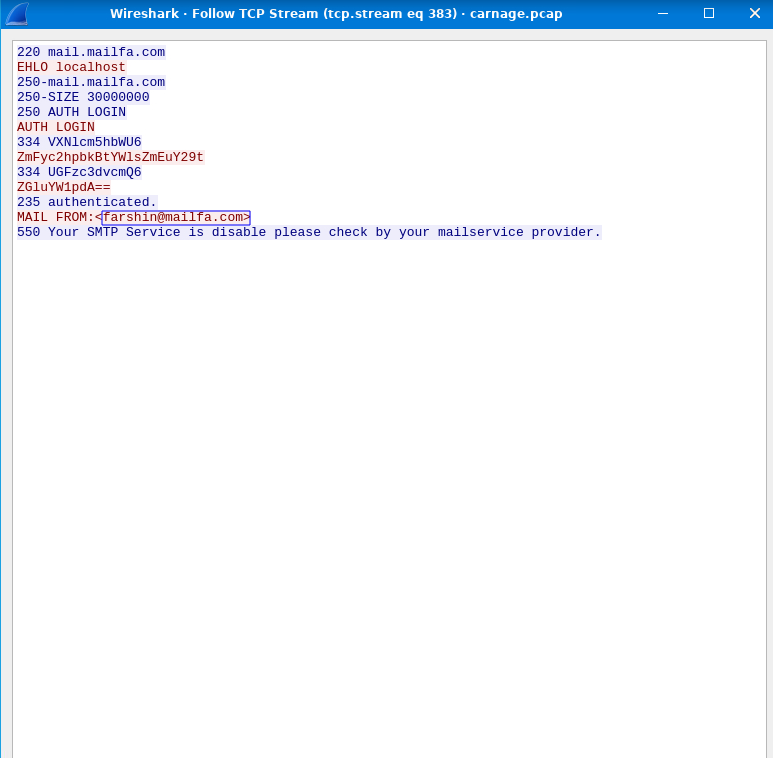 Wireshark · Follow TCP Stream (tcp.stream eq 383) · carnage.pcap
220 mail.mailfa.com
EHLO localhost
250-mail.mailfa.com
250-SIZE 30000000
250 AUTH LOGIN
AUTH LOGIN
334 VXNlcm5hbWU6
ZmFyc2hpbkBtYWlsZmEuY29t
334 UGFzc3dvcmQ6
ZGluYW1pdA==
235 authenticated.
MAIL FROM:<farshin@mailfa.com>
550 Your SMTP Service is disable please check by your mailservice provider.